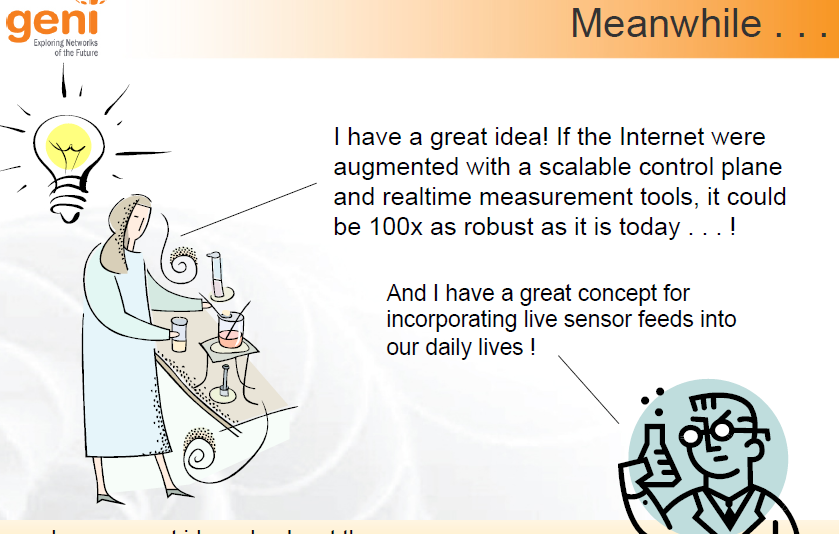 geni
Exploring Networks
of the Future
Meanwhile . . .
I have a great idea! If the Internet were
augmented with a scalable control plane
and realtime measurement tools, it could
be 100x as robust as it is today . . . !
And I have a great concept for
incorporating live sensor feeds into
our daily lives !